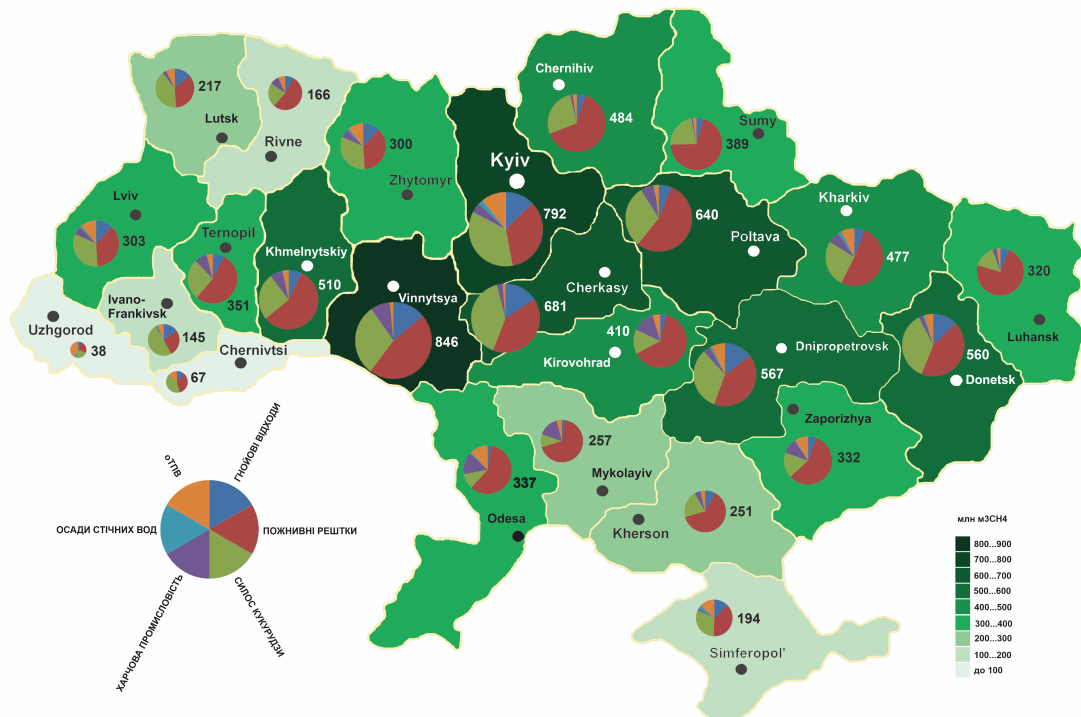 Chernihiv
484
217
166
Lutsk
Rivne
300
Zhytomyr
Sumy
389
Kyiv
792
Lviv
303
Ternopil
351
Khmelnytskiy
510
640
Poltava
Kharkiv
477
320
Luhansk
Ivano-
Frankivsk
145
Uzhgorod
38
Chernivtsi
67
Vinnytsya
846
Cherkasy
681
410
Kirovohrad
Dnipropetrovsk
567
560
Donetsk
Zaporizhya
332
257
Mykolayiv
337
Odesa
251
Kherson
194
Simferopol'
ГНОЙОВІ ВІДХОДИ
оТПВ
ОСАДИ СТІЧНИХ ВОД
ПОЖНИВНІ РЕШТКИ
ХАРЧОВА ПРОМИСЛОВІСТЬ
СИЛОС КУКУРУДЗИ
млн м3СН4
800...900
700...800
600...700
500...600
400...500
300...400
200...300
100...200
до 100